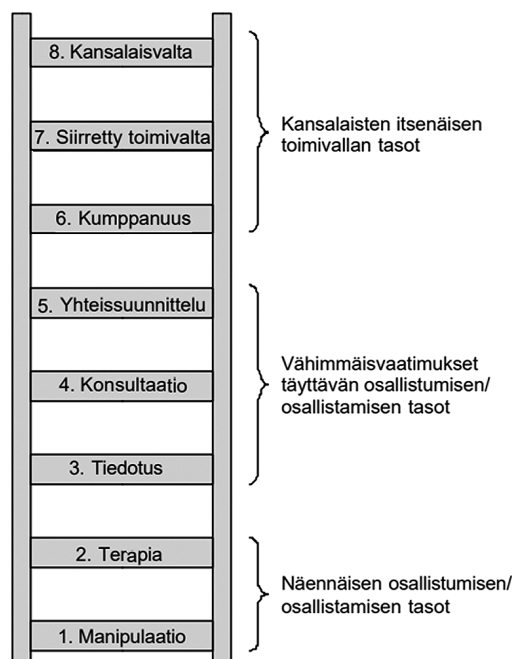 8. Kansalaisvalta
7. Siirretty toimivalta
6. Kumppanuus
Kansalaisten itsenäisen
toimivallan tasot
5. Yhteissuunnittelu
4. Konsultaatio
3. Tiedotus
Vähimmäisvaatimukset
täyttävän osallistumisen/
osallistamisen tasot
2. Terapia
1. Manipulaatio
Näennäisen osallistumisen/
osallistamisen tasot